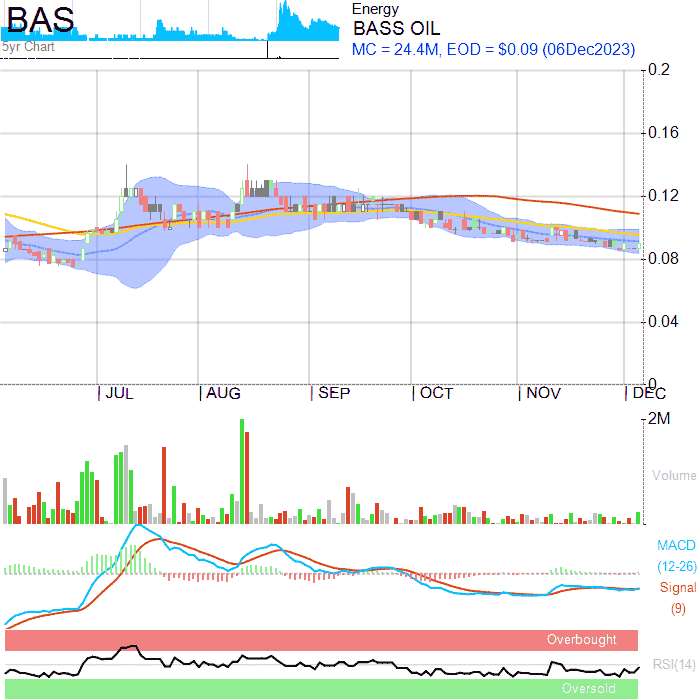 BAS
5yr Chart
Energy
BASS OIL
MC = 24.4M, EOD = $0.09 (06Dec2023)
0.2
0.16
0.12
0.08
0.04
0
JUL AUG SEP OCT NOV DEC
2M
Volume
MACD
(12-26)
Signal
(9)
Overbought
RSI(14)
Oversold